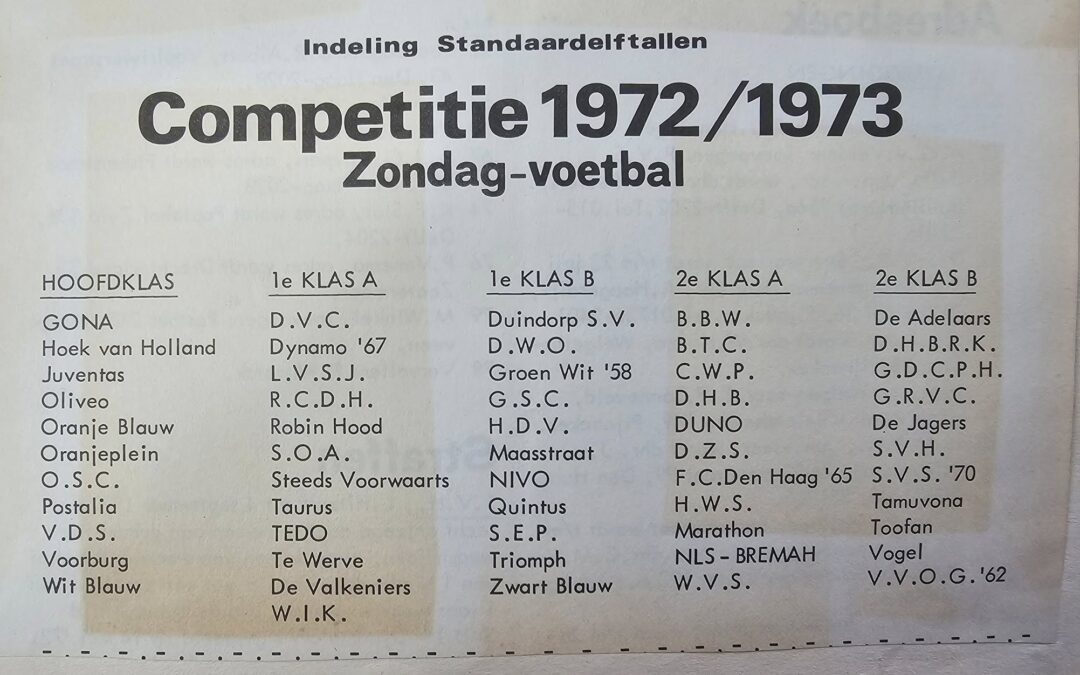 Indeling Standaardelftallen
Competitie 1972/1973
Zondag-voetbal
HOOFDKLAS
GONA
Hoek van Holland
Juventas
Oliveo
Oranje Blauw
Oranjeplein
O.S.C.
Postalia
V.D.S.
Voorburg
Wit Blauw
1e KLAS A
D.V.C.
Dynamo '67
L.V.S.J.
R.C.D.H.
Robin Hood
S.O.A.
Steeds Voorwaarts
Taurus
TEDO
Te Werve
De Valkeniers
W.I.K.
1e KLAS B
Duindorp S.V.
D.W.O.
Groen Wit '58
G.S.C.
H.D.V.
Maasstraat
NIVO
Quintus
S.E.P.
Triomph
Zwart Blauw
2e KLAS A
B.B.W.
B.T.C.
C.W.P.
D.H.B.
DUNO
D.Z.S.
F.C.Den Haag '65
H.W.S.
Marathon
NLS-BREMAH
W.V.S.
2e KLAS B
De Adelaars
D.H.B.R.K.
G.D.C.P.H.
G.R.V.C.
De Jagers
S.V.H.
S.V.S. '70
Tamuvona
Toofan
Vogel
V.V.O.G.'62